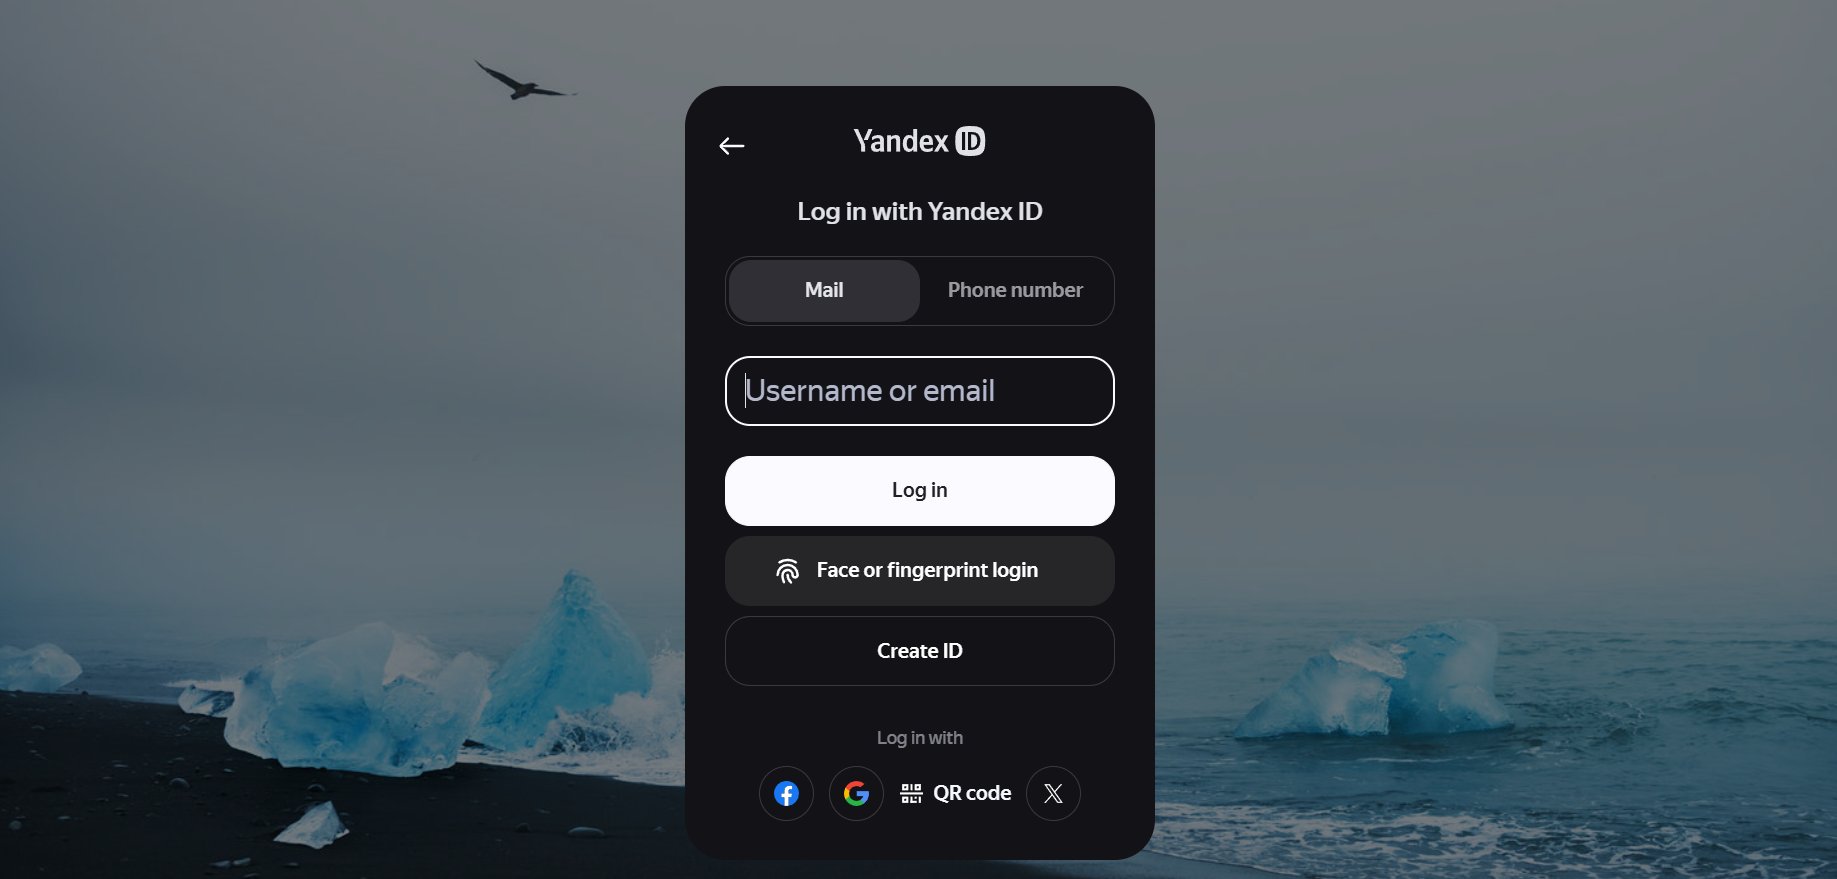 Yandex ID
Log in with Yandex ID
Mail
Phone number
Username or email
Log in
Face or fingerprint login
Create ID
Log in with
QR code